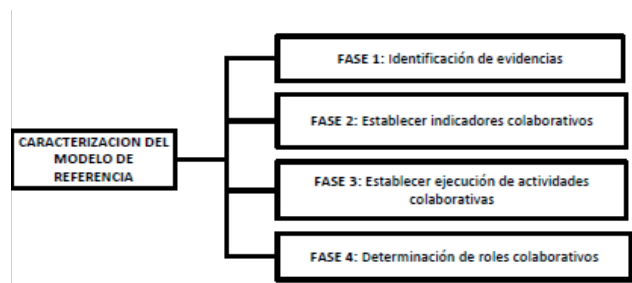 CARACTERIZACION DEL
MODELO DE
REFERENCIA
FASE 1: Identificación de evidencias
FASE 2: Establecer indicadores colaborativos
FASE 3: Establecer ejecución de actividades
colaborativas
FASE 4: Determinación de roles colaborativos